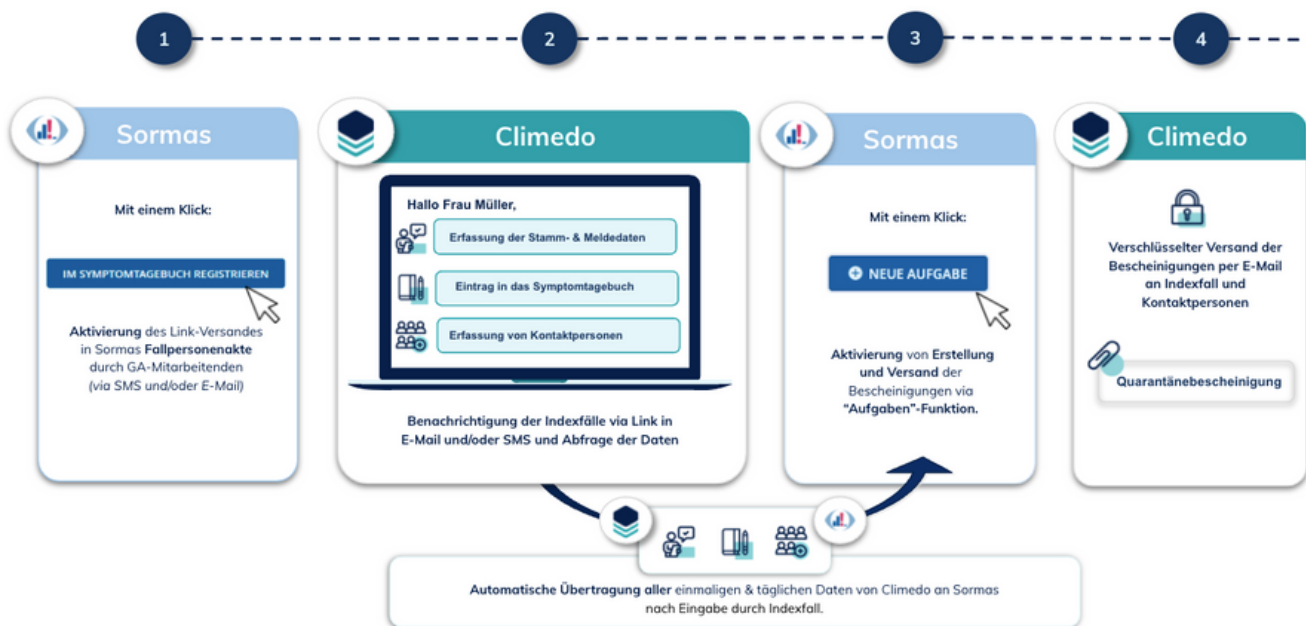 1
2
3
4
Sormas
Mit einem Klick:
IM SYMPTOMTAGEBUCH REGISTRIEREN
Aktivierung des Link-Versandes
in Sormas Fallpersonenakte
durch GA-Mitarbeitenden
(via SMS und/oder E-Mail)
Climedo
Hallo Frau Müller,
Erfassung der Stamm- & Meldedaten
Eintrag in das Symptomtagebuch
Erfassung von Kontaktpersonen
Benachrichtigung der Indexfälle via Link in
E-Mail und/oder SMS und Abfrage der Daten
Sormas
Mit einem Klick:
NEUE AUFGABE
Aktivierung von Erstellung
und Versand der
Bescheinigungen via
"Aufgaben"-Funktion.
Climedo
Verschlüsselter Versand der
Bescheinigungen per E-Mail
an Indexfall und
Kontaktpersonen
Quarantänebescheinigung
Automatische Übertragung aller einmaligen & täglichen Daten von Climedo an Sormas
nach Eingabe durch Indexfall.